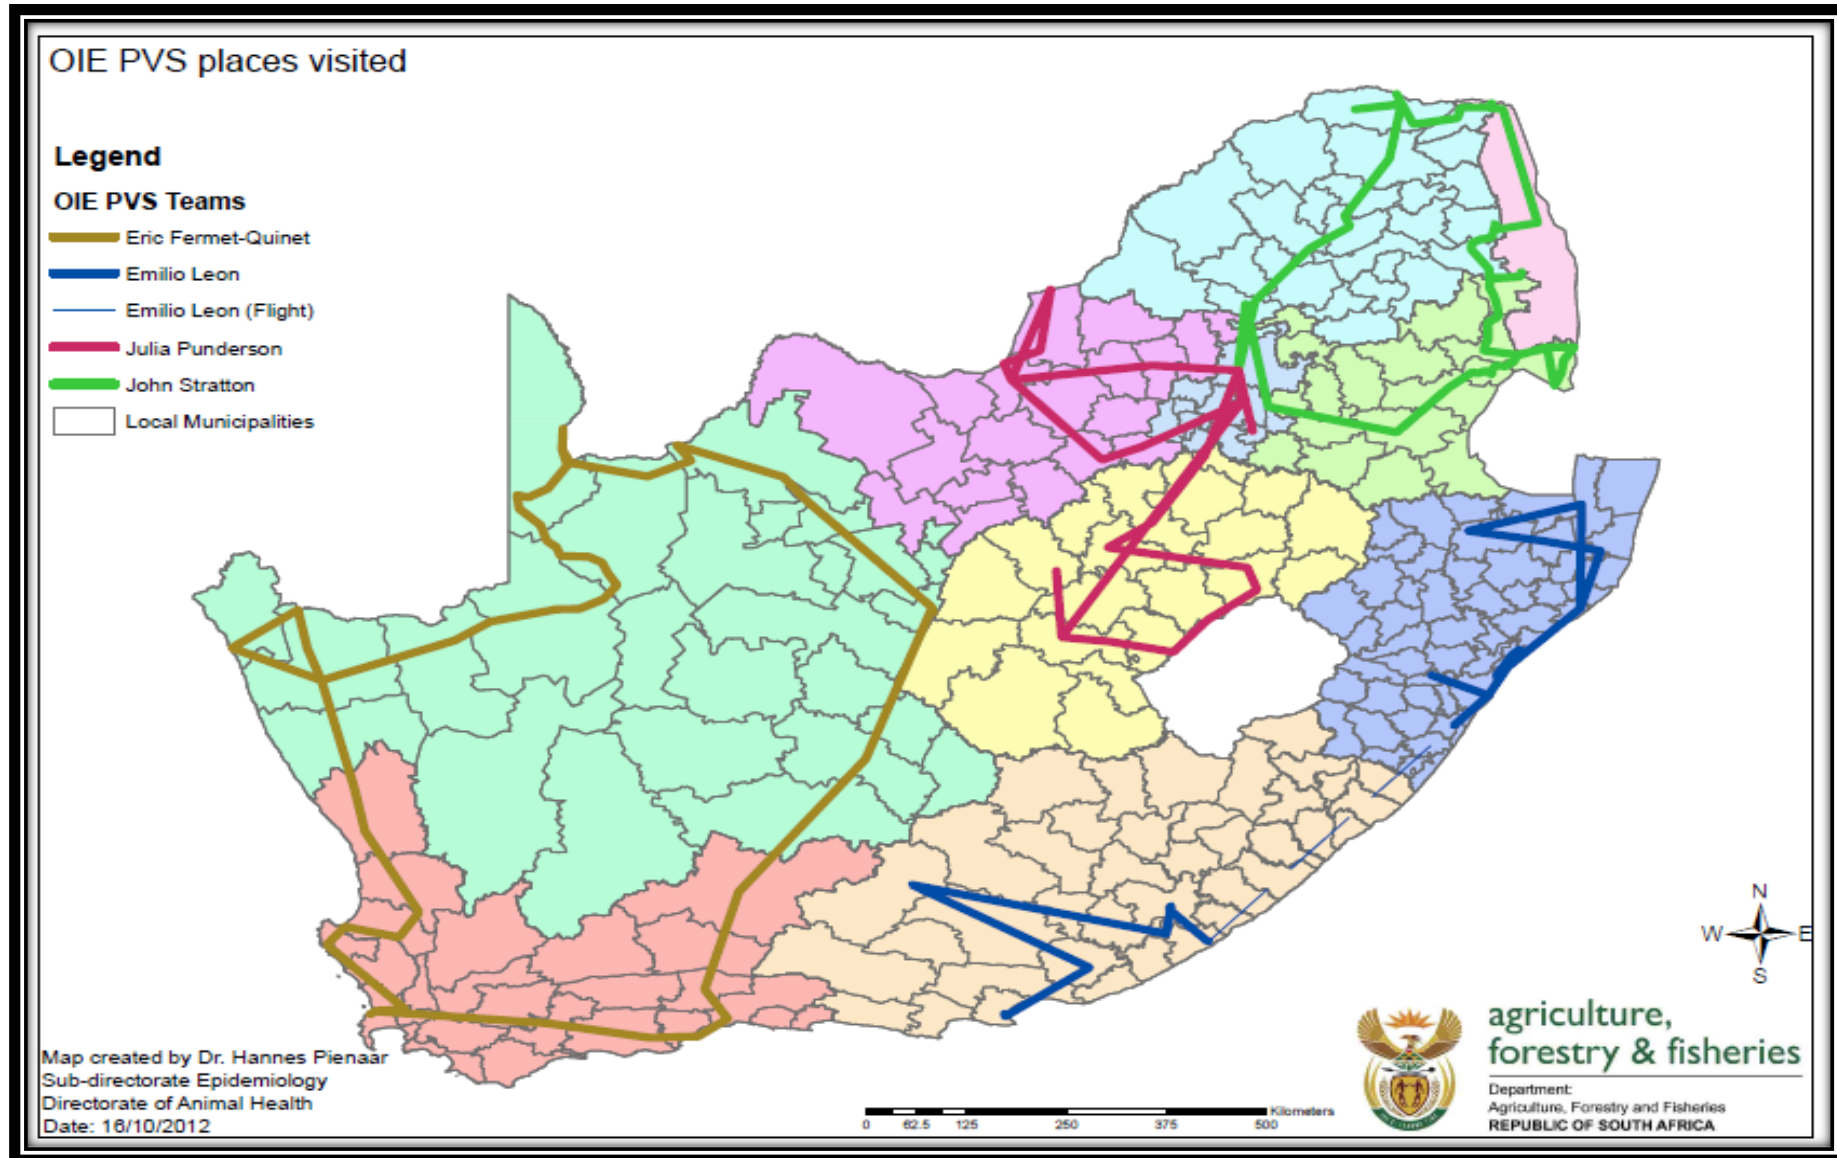 OIE PVS places visited
Legend
OIE PVS Teams
Eric Fermet-Quinet
Emilio Leon
Emilio Leon (Flight)
Julia Punderson
John Stratton
Local Municipalities
N
W E
S
Map created by Dr. Hannes Pienaar
Sub-directorate Epidemiology
Directorate of Animal Health
Date: 16/10/2012
Kilometers
0 62.5 125 250 375 500
agriculture,
forestry & fisheries
Department:
Agriculture, Forestry and Fisheries
REPUBLIC OF SOUTH AFRICA